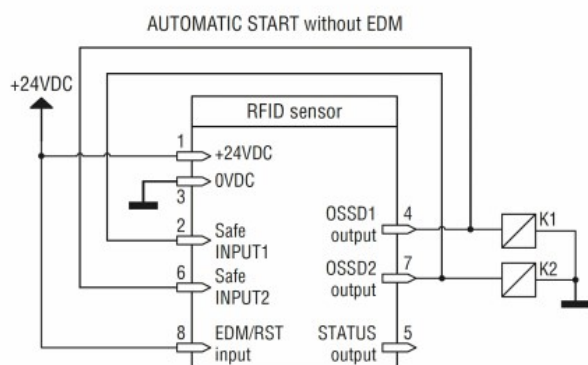 AUTOMATIC START without EDM
+24VDC
RFID sensor
1
+24VDC
0VDC
3
2
Safe
INPUT1
6
Safe
INPUT2
8
EDM/RST
input
OSSD1
output
4
K1
OSSD2
output
7
K2
STATUS
output
5